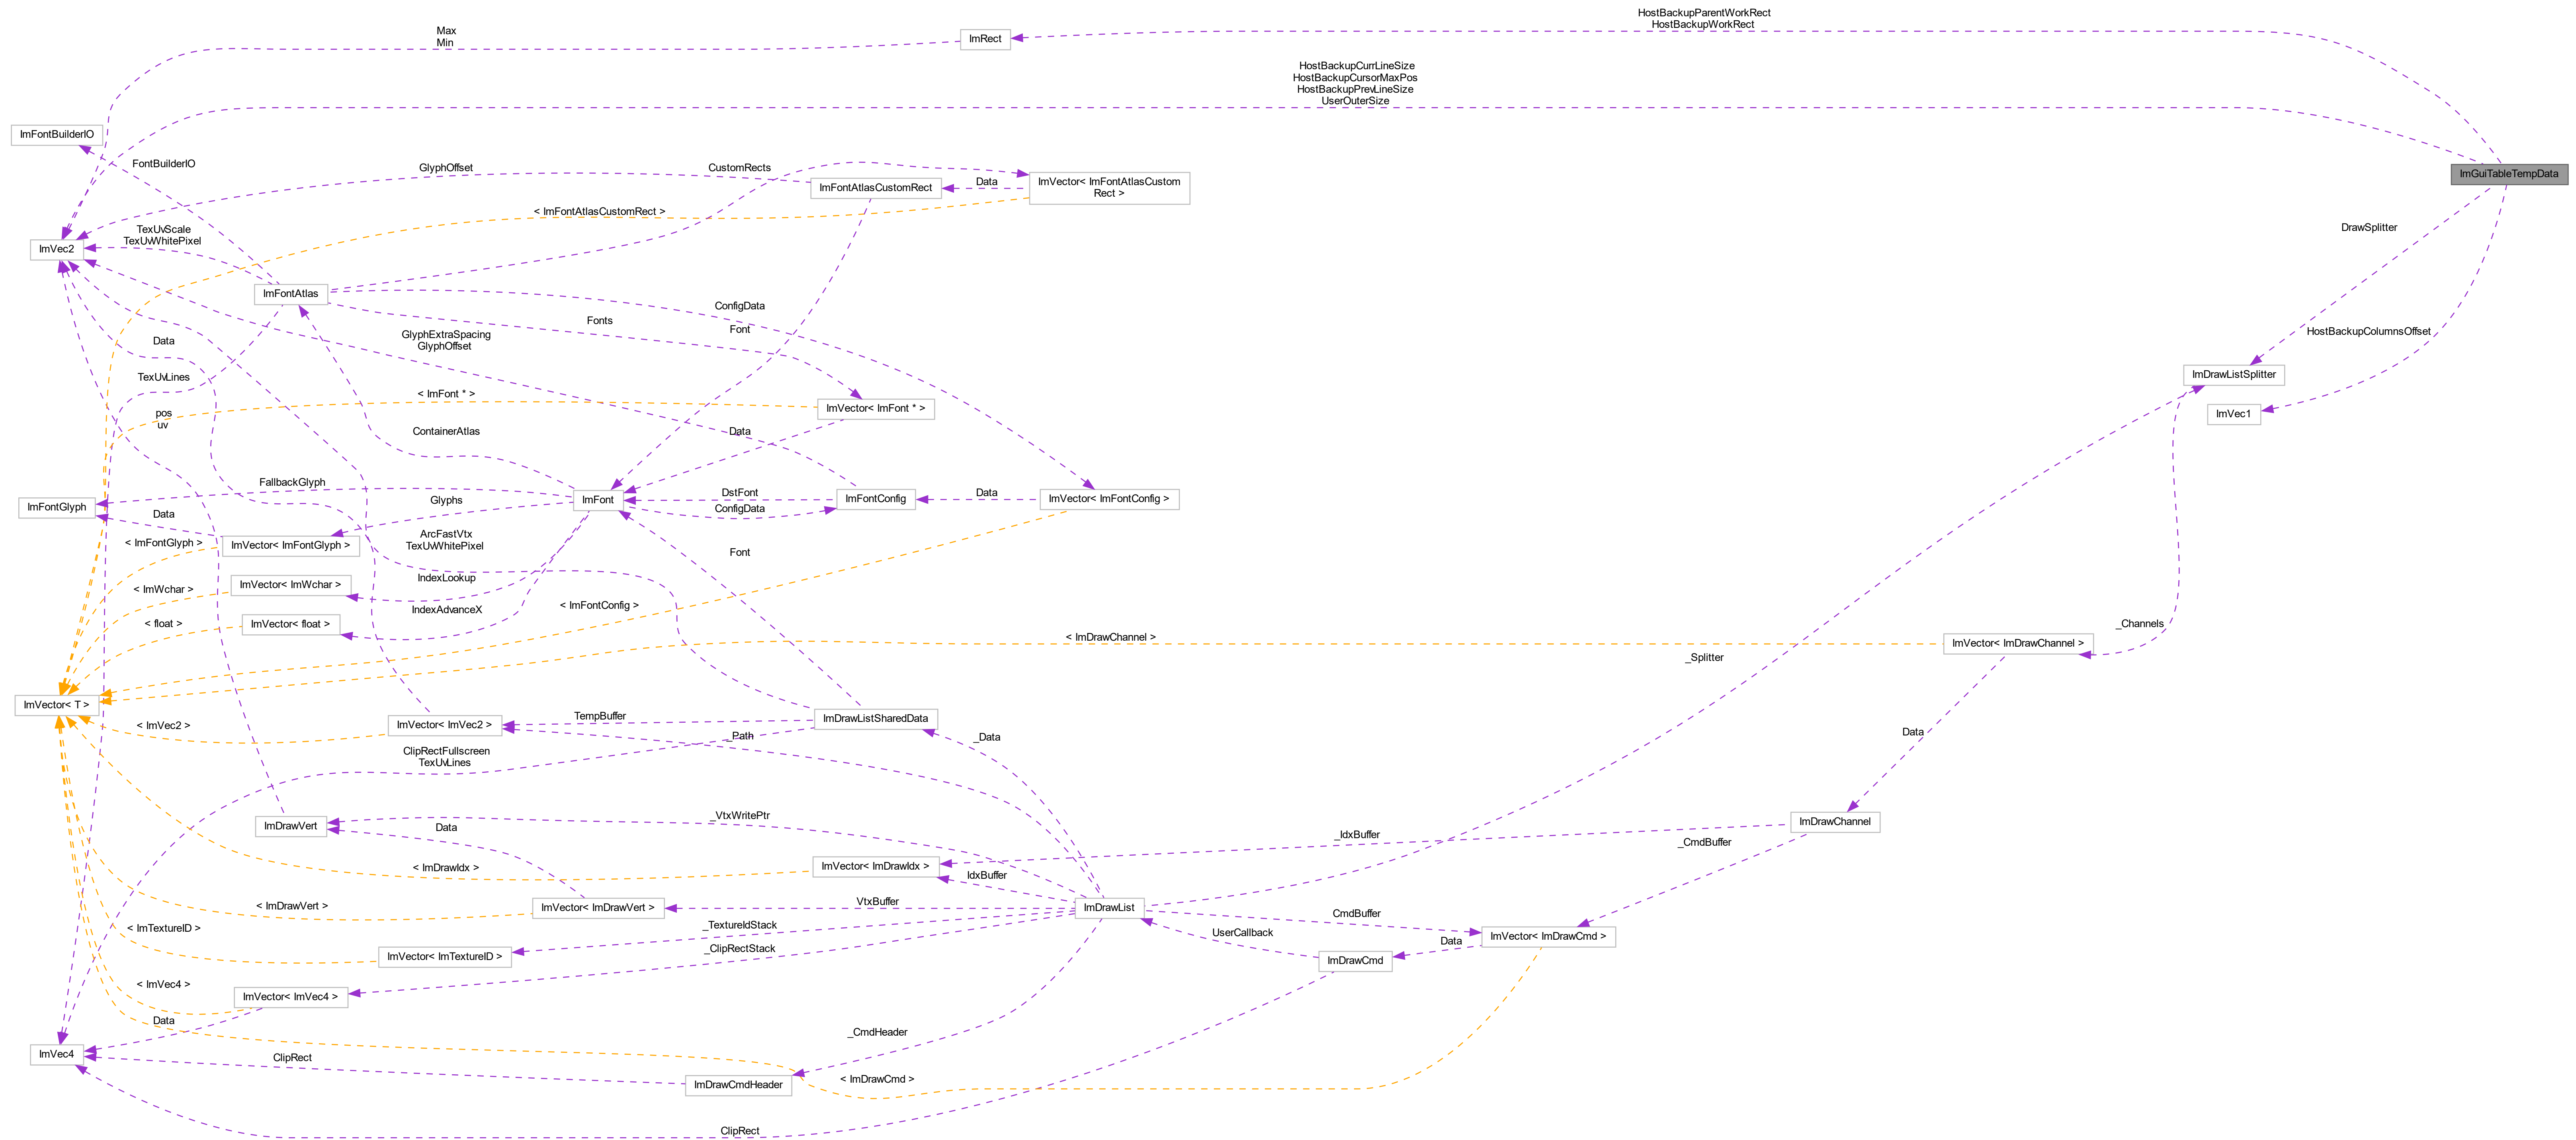 HostBackupParentWorkRect
HostBackupWorkRect
Max
Min
ImRect
HostBackupCurrLineSize
HostBackupCursorMaxPos
HostBackupPrevLineSize
UserOuterSize
ImFontBuilderIO
FontBuilderIO
GlyphOffset
CustomRects
ImGuiTableTempData
ImFontAtlasCustomRect
Data
ImVector< ImFontAtlasCustom
Rect >
< ImFontAtlasCustomRect >
TexUvScale
TexUvWhitePixel
ImVec2
DrawSplitter
ImFontAtlas
ConfigData
Fonts
Font
HostBackupColumnsOffset
GlyphExtraSpacing
GlyphOffset
Data
TexUvLines
ImDrawListSplitter
< ImFont * >
ImVector< ImFont * >
pos
uv
ImVec1
ContainerAtlas
Data
FallbackGlyph
ImFontGlyph
Glyphs
ImFont
DstFont
ConfigData
ImFontConfig
Data
ImVector< ImFontConfig >
Data
ArcFastVtx
TexUvWhitePixel
< ImFontGlyph >
ImVector< ImFontGlyph >
Font
IndexLookup
ImVector< ImWchar >
< ImWchar >
IndexAdvanceX
< ImFontConfig >
< float >
ImVector< float >
_Channels
< ImDrawChannel >
ImVector< ImDrawChannel >
_Splitter
ImVector< T >
< ImVec2 >
ImVector< ImVec2 >
TempBuffer
ImDrawListSharedData
_Path
_Data
Data
ClipRectFullscreen
TexUvLines
_VtxWritePtr
ImDrawVert
Data
ImDrawChannel
_IdxBuffer
_CmdBuffer
< ImDrawIdx >
ImVector< ImDrawIdx >
IdxBuffer
< ImDrawVert >
ImVector< ImDrawVert >
VtxBuffer
ImDrawList
CmdBuffer
_TextureIdStack
< ImTextureID >
ImVector< ImTextureID >
UserCallback
ImVector< ImDrawCmd >
Data
_ClipRectStack
ImDrawCmd
< ImVec4 >
ImVector< ImVec4 >
Data
_CmdHeader
ImVec4
ClipRect
< ImDrawCmd >
ImDrawCmdHeader
ClipRect